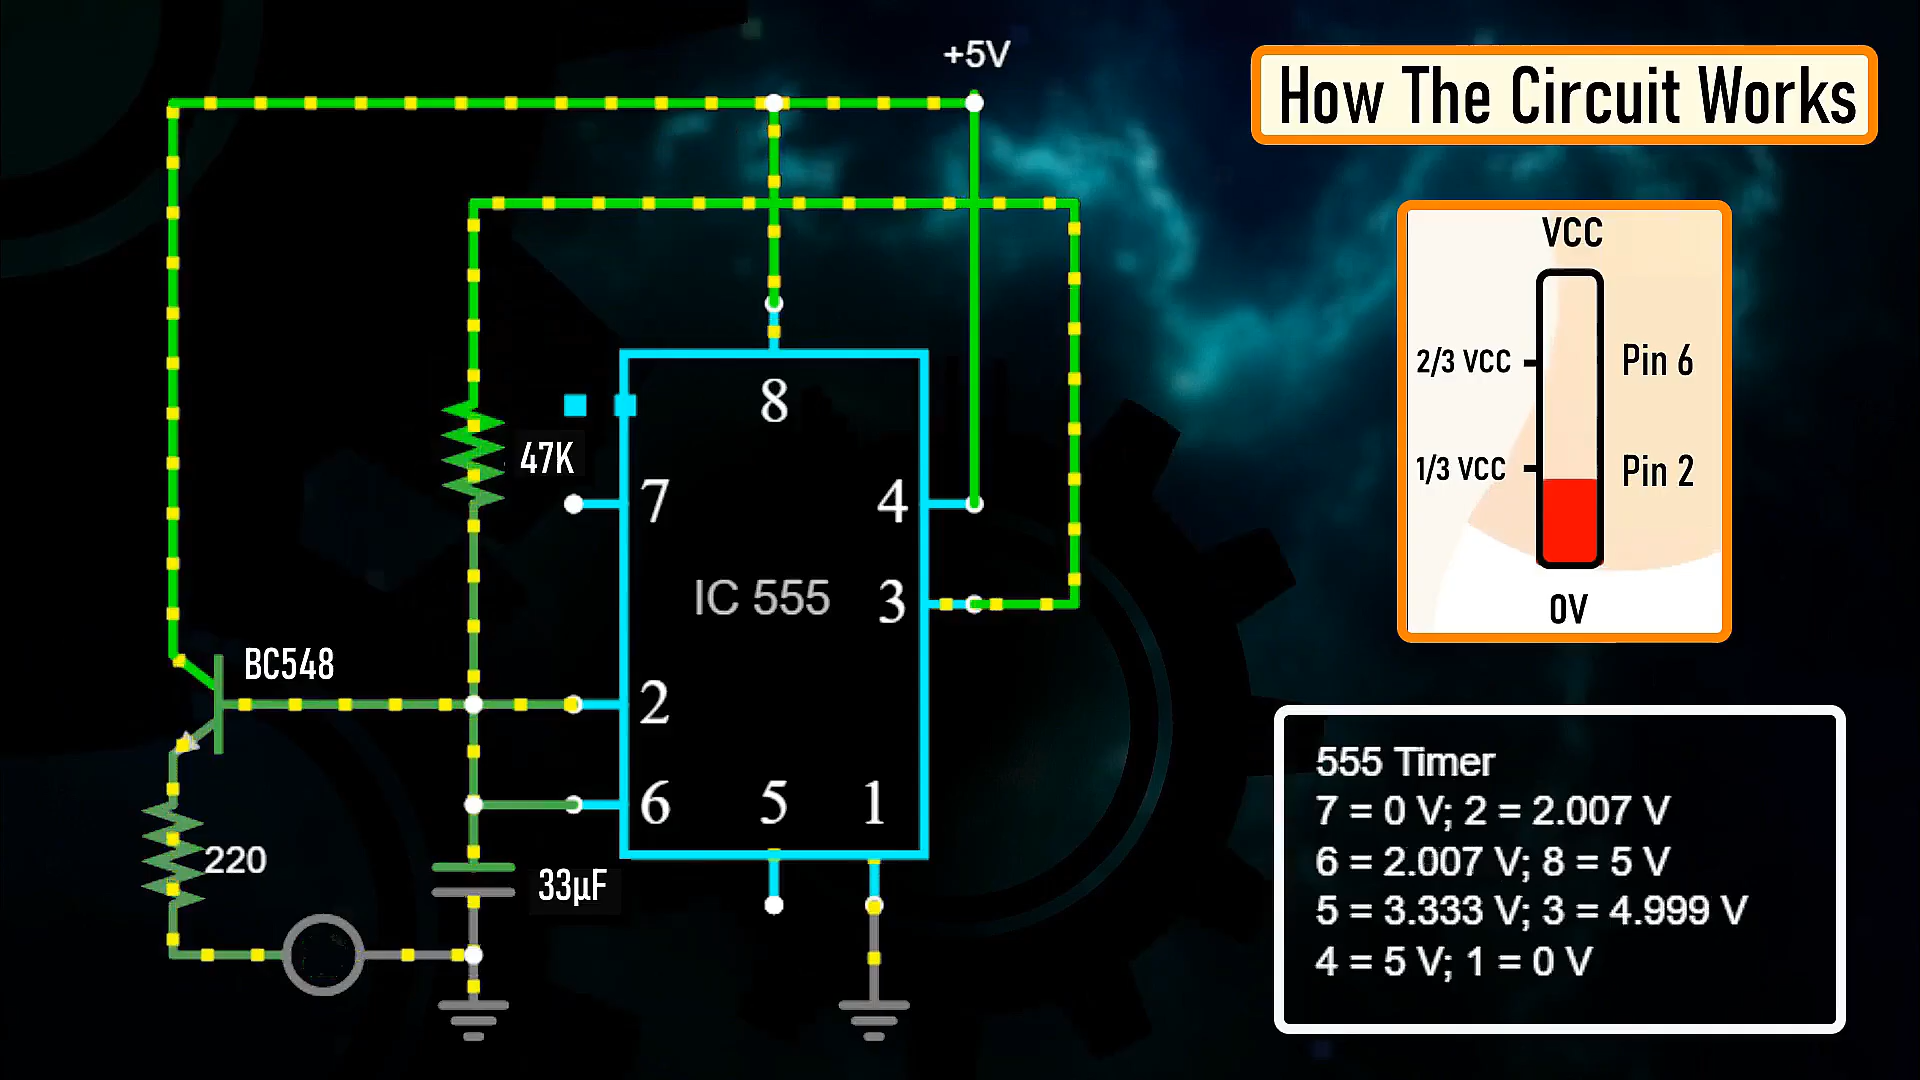 +5V
How The Circuit Works
VCC
2/3 VCC
Pin 6
1/3 VCC
Pin 2
0V
8
47K
7
4
IC 555
3
BC548
2
6
5
1
220
33μF
555 Timer
7 = 0 V; 2 = 2.007 V
6 = 2.007 V; 8 = 5 V
5 = 3.333 V; 3 = 4.999 V
4 = 5 V; 1 = 0 V